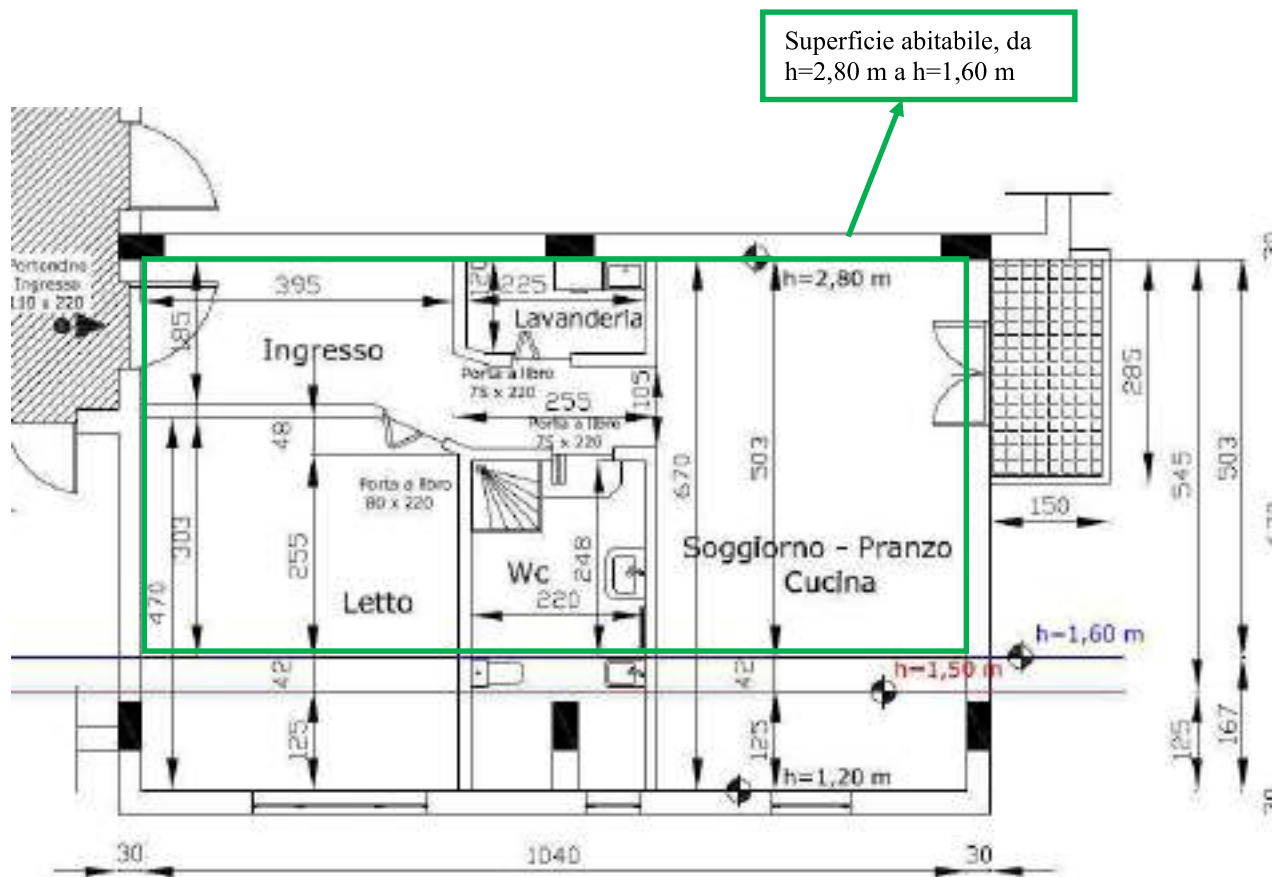 Superficie abitabile, da
h=2,80 m a h=1,60 m
Portoncino
Ingresso
110 x 220
395
225
h=2,80 m
Lavanderia
185
Ingresso
Porta a libro
75 x 220
255
105
Porta a libro
75 x 220
48
285
670
503
545
503
Porta a libro
80 x 220
150
303
255
248
Soggiorno - Pranzo
Cucina
Wc
220
470
Letto
h=1,60 m
h=1,50 m
42
42
125
125
125
167
h=1,20 m
30
1040
30